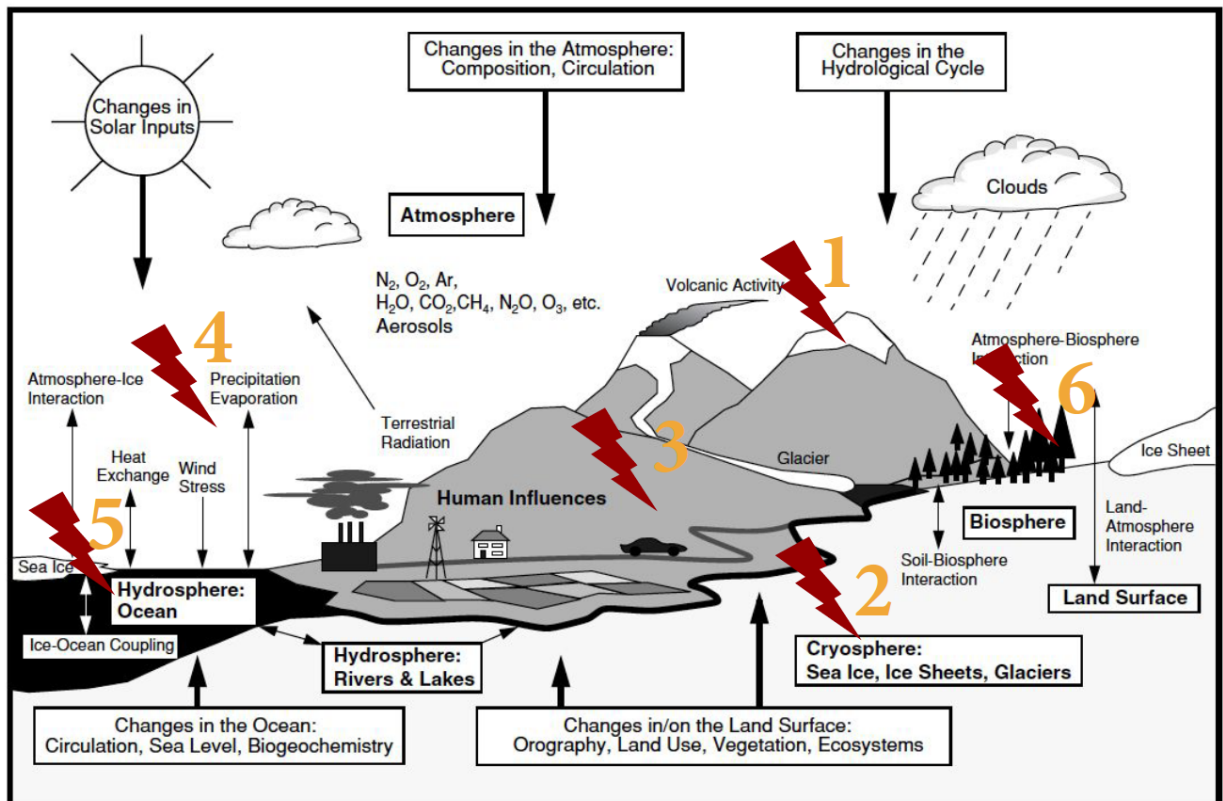 Changes in
Solar Inputs
Changes in the Atmosphere:
Composition, Circulation
Changes in the
Hydrological Cycle
Clouds
Atmosphere
N₂, O₂, Ar,
H₂O, CO₂,CH₄, N₂O, O₃, etc.
Aerosols
Volcanic Activity
1
4
Atmosphere-Ice
Interaction
Precipitation
Evaporation
Terrestrial
Radiation
Heat
Exchange
Wind
Stress
3
Glacier
Human Influences
Atmosphere-Biosphere
6
Ice Sheet
5
Sea Ice
Hydrosphere:
Ocean
Ice-Ocean Coupling
Hydrosphere:
Rivers & Lakes
Biosphere
Soil-Biosphere
Interaction
Land-
Atmosphere
Interaction
Land Surface
2
Cryosphere:
Sea Ice, Ice Sheets, Glaciers
Changes in the Ocean:
Circulation, Sea Level, Biogeochemistry
Changes in/on the Land Surface:
Orography, Land Use, Vegetation, Ecosystems